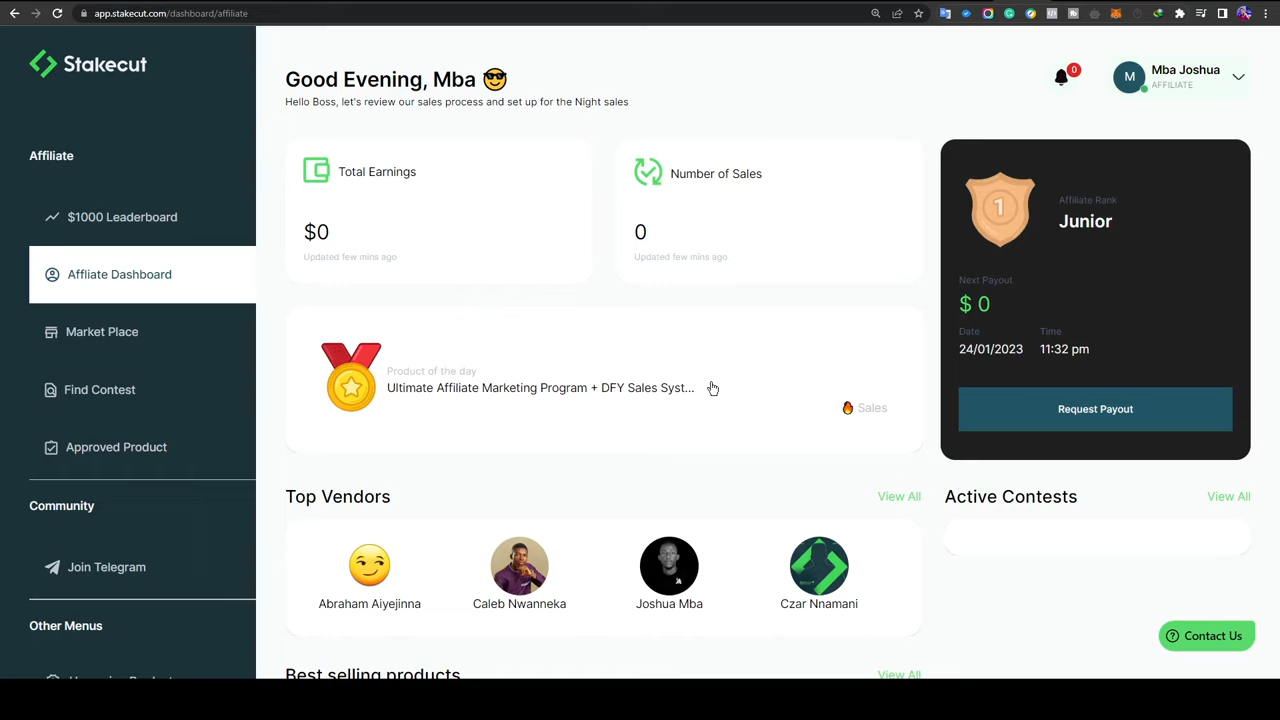 app.stakecut.com/dashboard/affiliate
Stakecut
Affiliate
$1000 Leaderboard
Affliate Dashboard
Market Place
Find Contest
Approved Product
Community
Join Telegram
Other Menus
Good Evening, Mba
Hello Boss, let's review our sales process and set up for the Night sales
0
M
Mba Joshua
AFFILIATE
Total Earnings
$0
Updated few mins ago
Number of Sales
0
Updated few mins ago
1
Affiliate Rank
Junior
Next Payout
$ 0
Date
Time
24/01/2023
11:32 pm
Request Payout
Product of the day
Ultimate Affiliate Marketing Program + DFY Sales Syst...
Sales
Top Vendors
View All
Abraham Aiyejinna
Caleb Nwanneka
Joshua Mba
Czar Nnamani
Active Contests
View All
Best selling products
View All
Contact Us